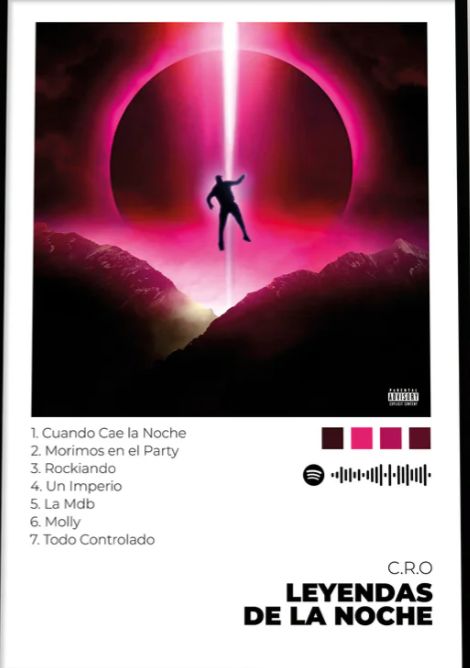 PARENTAL
ADVISORY
EXPLICIT CONTENT
1. Cuando Cae la Noche
2. Morimos en el Party
3. Rockiando
4. Un Imperio
5. La Mdb
6. Molly
7. Todo Controlado
C.R.O
LEYENDAS
DE LA NOCHE